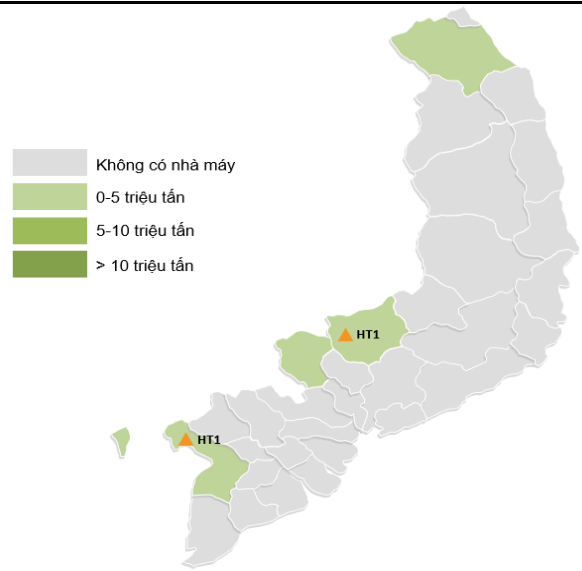 Không có nhà máy
0-5 triệu tấn
5-10 triệu tấn
> 10 triệu tấn
HT1
HT1